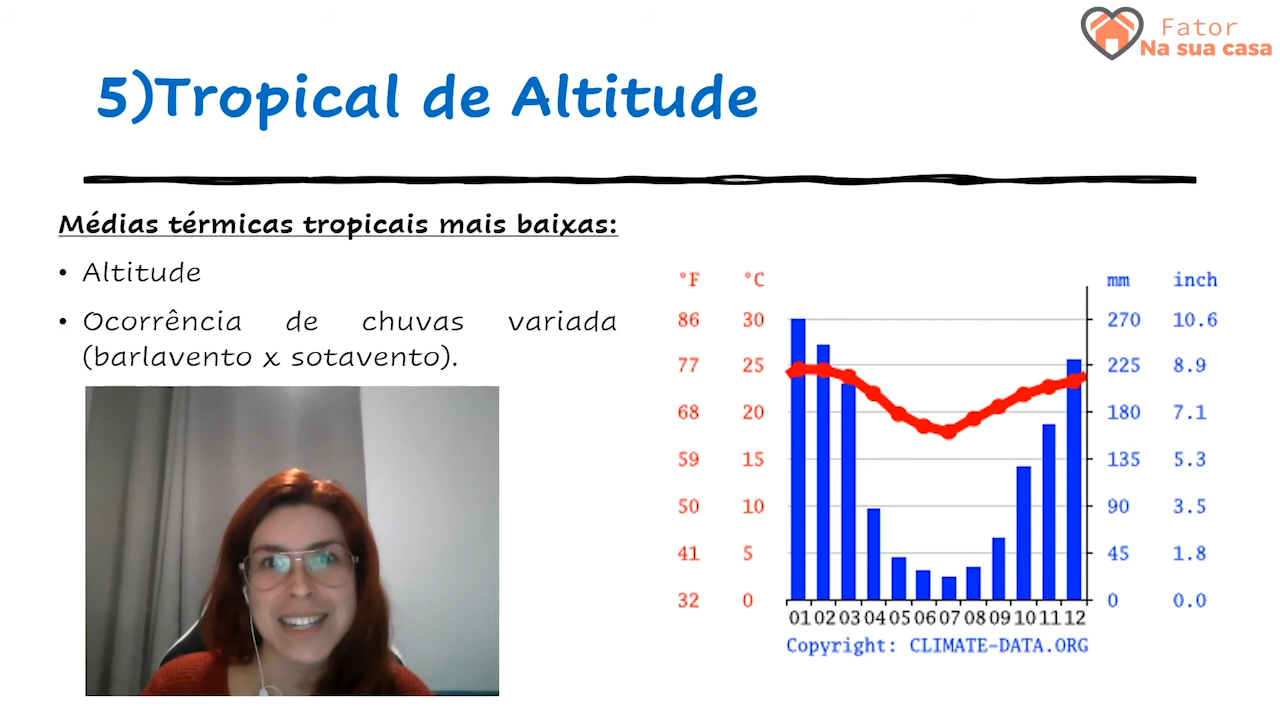 Fator
Na sua casa
5)Tropical de Altitude
Médias térmicas tropicais mais baixas:
• Altitude
• Ocorrência de chuvas variada
(barlavento x sotavento).
°F °C mm inch
86 30 270 10.6
77 25 225 8.9
68 20 180 7.1
59 15 135 5.3
50 10 90 3.5
41 5 45 1.8
32 0 0 0.0
01 02 03 04 05 06 07 08 09 10 11 12
Copyright: CLIMATE-DATA.ORG